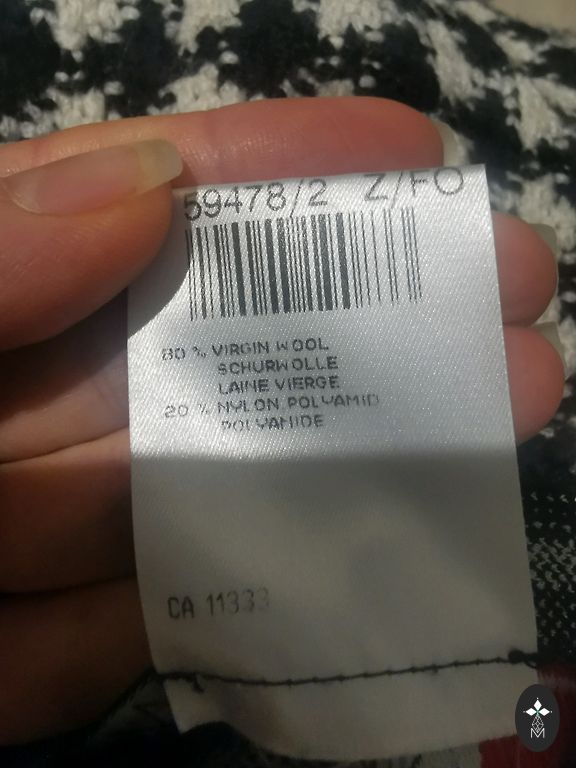 59478/2 Z/FO
80 % VIRGIN WOOL
SCHURWOLLE
LAINE VIERGE
20 % NYLON, POLYAMID
POLYAMIDE
CA 11333